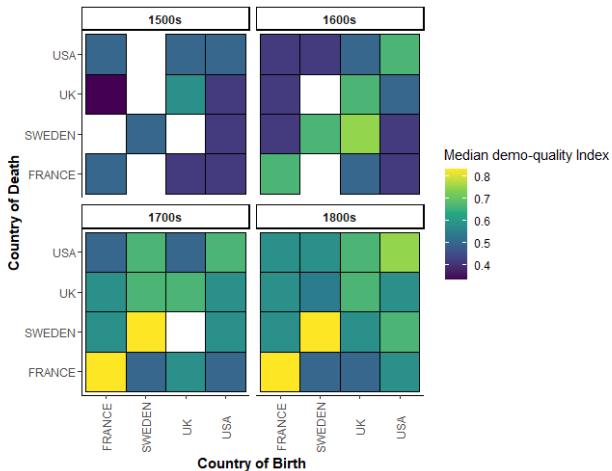 1500s
1600s
USA
UK
SWEDEN
FRANCE
1700s
1800s
USA
UK
SWEDEN
FRANCE
FRANCE
SWEDEN
UK
USA
FRANCE
SWEDEN
UK
USA
Country of Death
Country of Birth
Median demo-quality Index
0.8
0.7
0.6
0.5
0.4